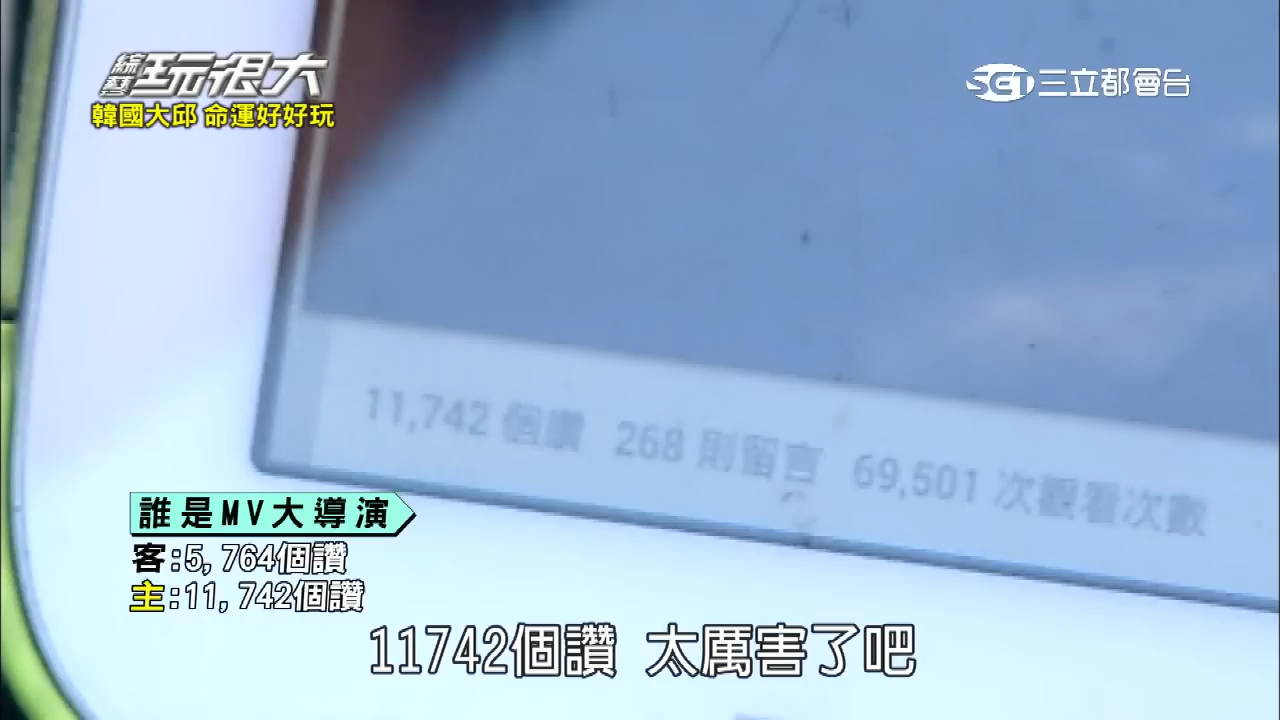 綜藝玩很大
韓國大邱 命運好好玩
SET 三立都會台
11,742 個讚 268 則留言 69,501 次觀看次數
誰是MV大導演
客:5,764個讚
主:11,742個讚
11742個讚 太厲害了吧